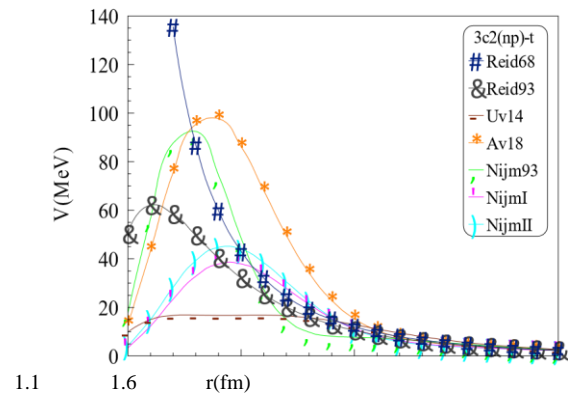 140
120
100
80
60
40
20
0
V(MeV)
3c2(np)-t
Reid68
Reid93
Uv14
Av18
Nijm93
NijmI
NijmII
1.1 1.6 r(fm)